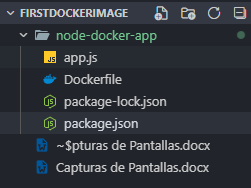 FIRSTDOCKERIMAGE
node-docker-app
JS app.js
Dockerfile
package-lock.json
package.json
~$pturas de Pantallas.docx
Capturas de Pantallas.docx